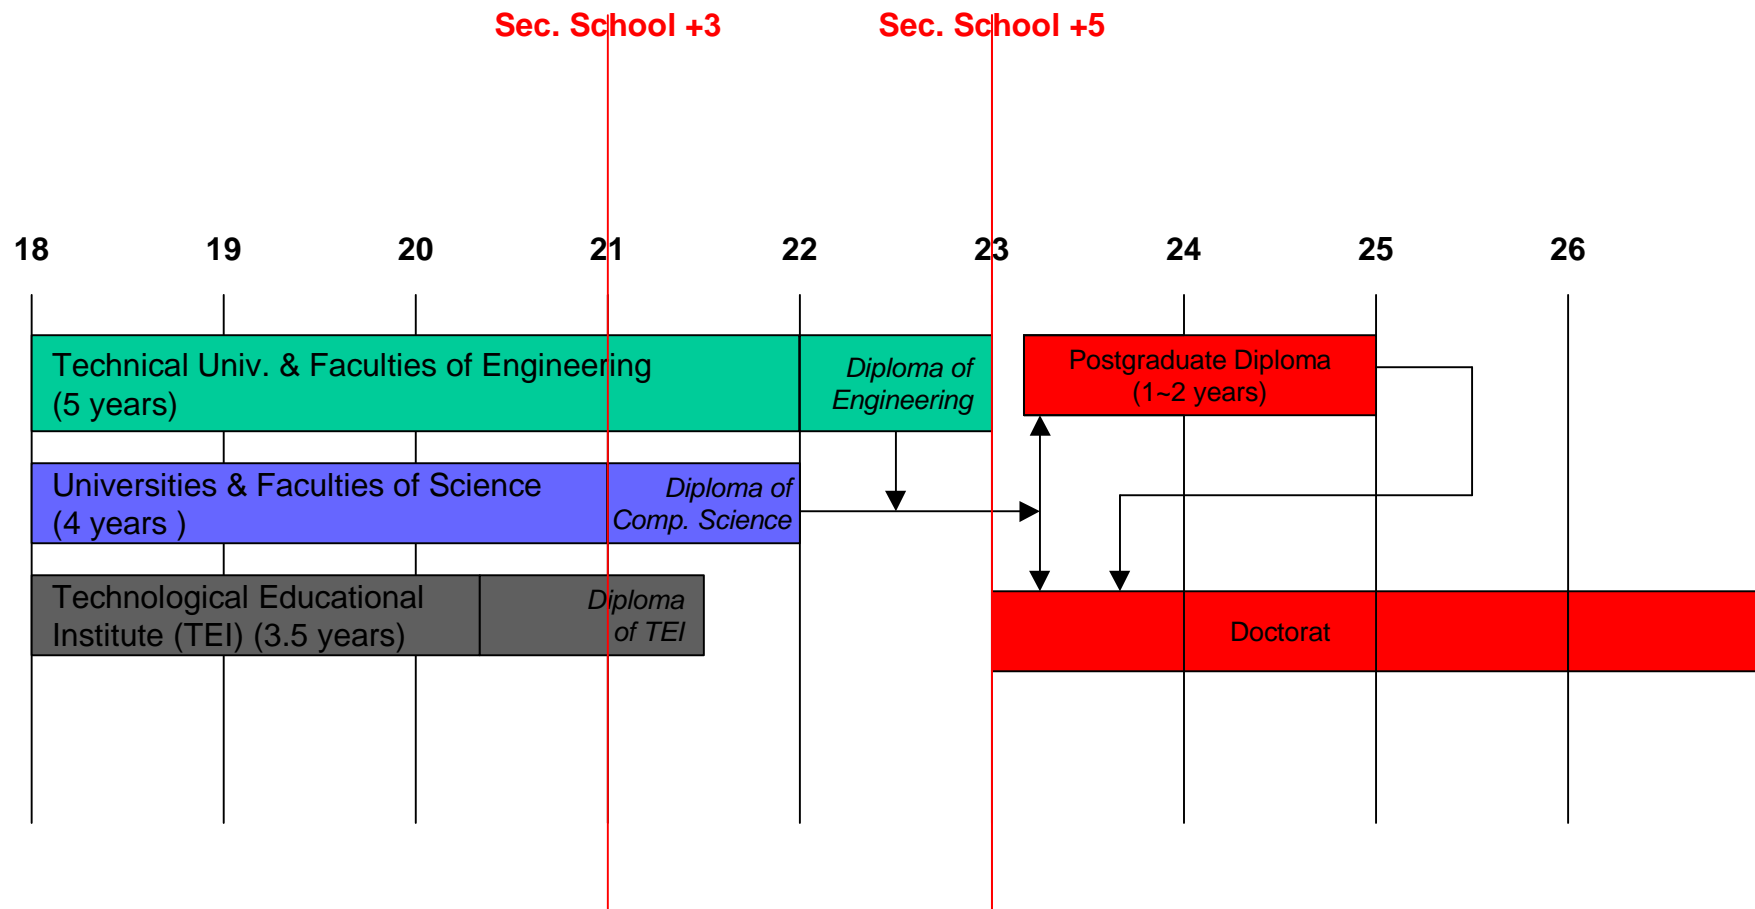 Sec. School +3
Sec. School +5
18
19
20
21
22
23
24
25
26
Technical Univ. & Faculties of Engineering
(5 years)
Diploma of
Engineering
Postgraduate Diploma
(1~2 years)
Universities & Faculties of Science
(4 years )
Diploma of
Comp. Science
Technological Educational
Institute (TEI) (3.5 years)
Diploma
of TEI
Doctorat